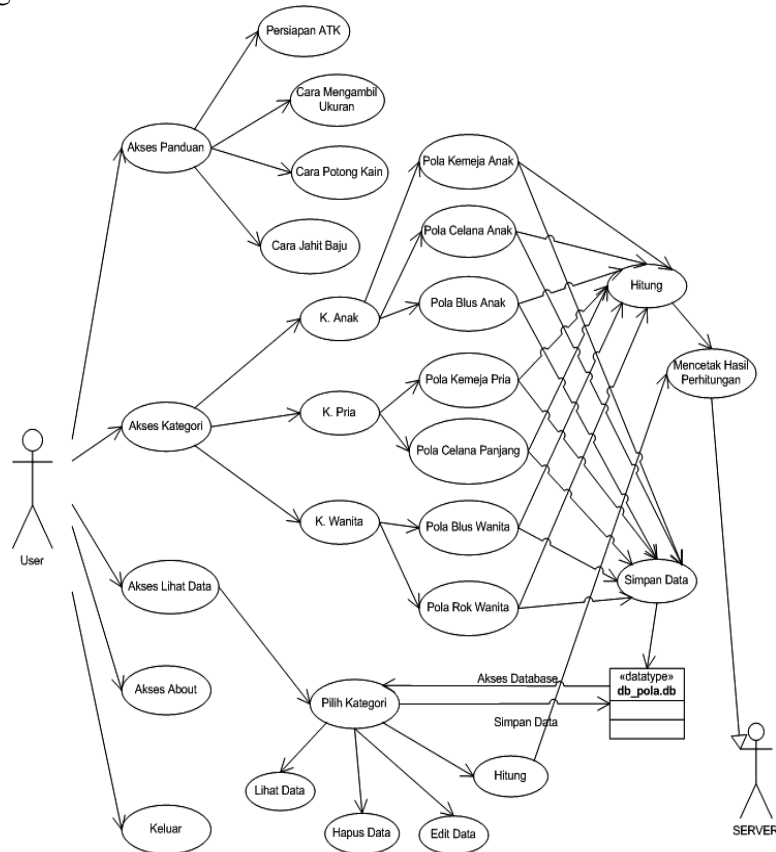 Persiapan ATK
Cara Mengambil
Ukuran
Akses Panduan
Cara Potong Kain
Cara Jahit Baju
Pola Kemeja Anak
Pola Celana Anak
Pola Blus Anak
K. Anak
Hitung
Mencetak Hasil
Perhitungan
Akses Kategori
K. Pria
Pola Kemeja Pria
Pola Celana Panjang
K. Wanita
Pola Blus Wanita
Pola Rok Wanita
User
Akses Lihat Data
Simpan Data
Akses About
Pilih Kategori
Akses Database
Simpan Data
«datatype»
db_pola.db
Lihat Data
Hapus Data
Edit Data
Hitung
Keluar
SERVER